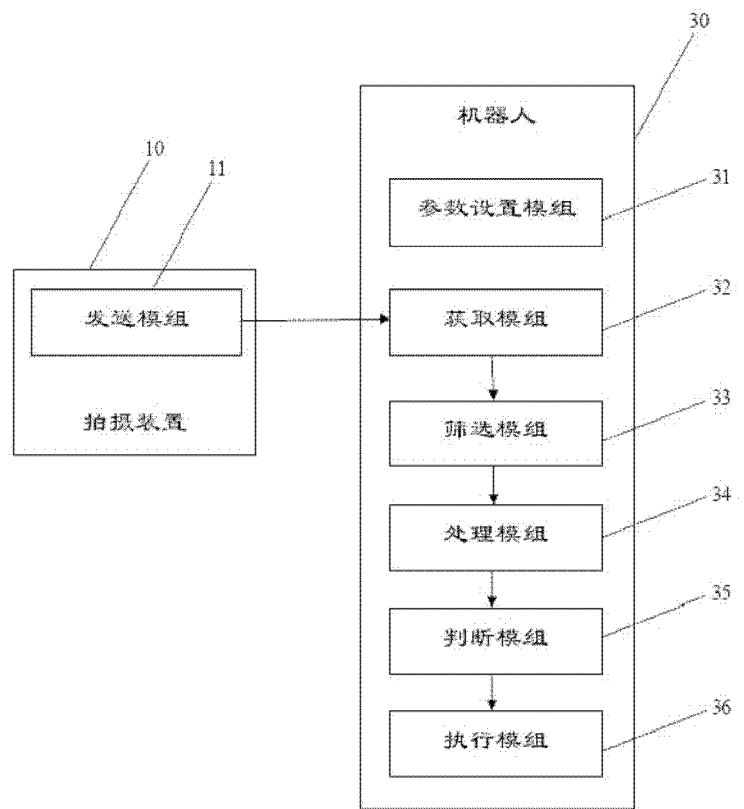 30
机器人
10
11
31
参数设置模组
32
发送模组
获取模组
33
拍摄装置
筛选模组
34
处理模组
35
判断模组
36
执行模组